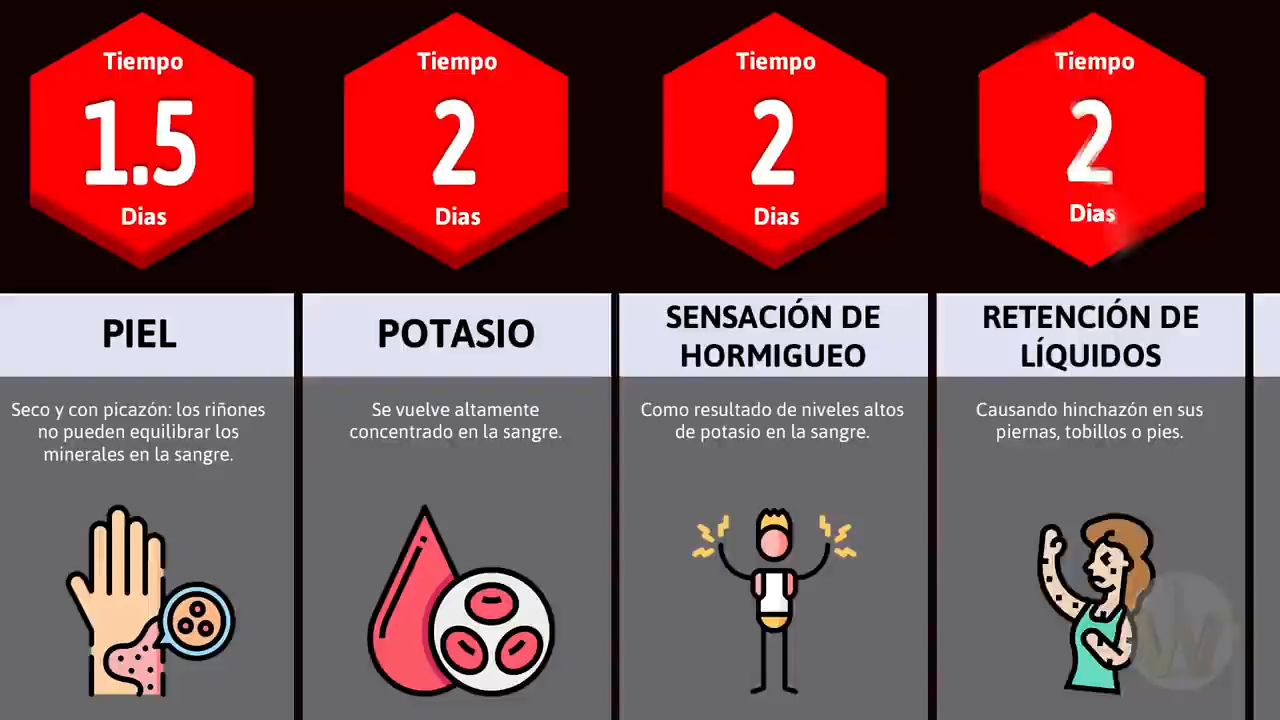 Tiempo
1.5
Dias
PIEL
Seco y con picazón: los riñones
no pueden equilibrar los
minerales en la sangre.
Tiempo
2
Dias
POTASIO
Se vuelve altamente
concentrado en la sangre.
Tiempo
2
Dias
SENSACIÓN DE
HORMIGUEO
Como resultado de niveles altos
de potasio en la sangre.
Tiempo
2
Dias
RETENCIÓN DE
LÍQUIDOS
Causando hinchazón en sus
piernas, tobillos o pies.
W